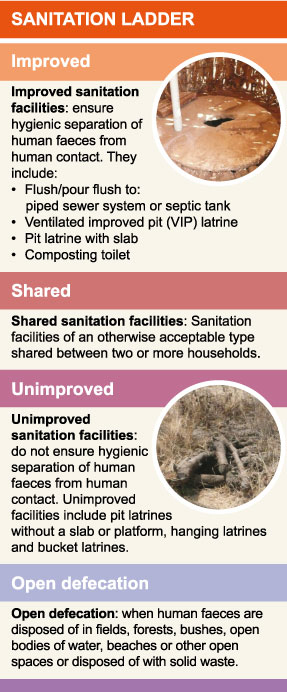 SANITATION LADDER
Improved
Improved sanitation
facilities: ensure
hygienic separation of
human faeces from
human contact. They
include:
• Flush/pour flush to:
piped sewer system or septic tank
• Ventilated improved pit (VIP) latrine
• Pit latrine with slab
• Composting toilet
Shared
Shared sanitation facilities: Sanitation
facilities of an otherwise acceptable type
shared between two or more households.
Unimproved
Unimproved
sanitation facilities:
do not ensure hygienic
separation of human
faeces from human
contact. Unimproved
facilities include pit latrines
without a slab or platform, hanging latrines
and bucket latrines.
Open defecation
Open defecation: when human faeces are
disposed of in fields, forests, bushes, open
bodies of water, beaches or other open
spaces or disposed of with solid waste.